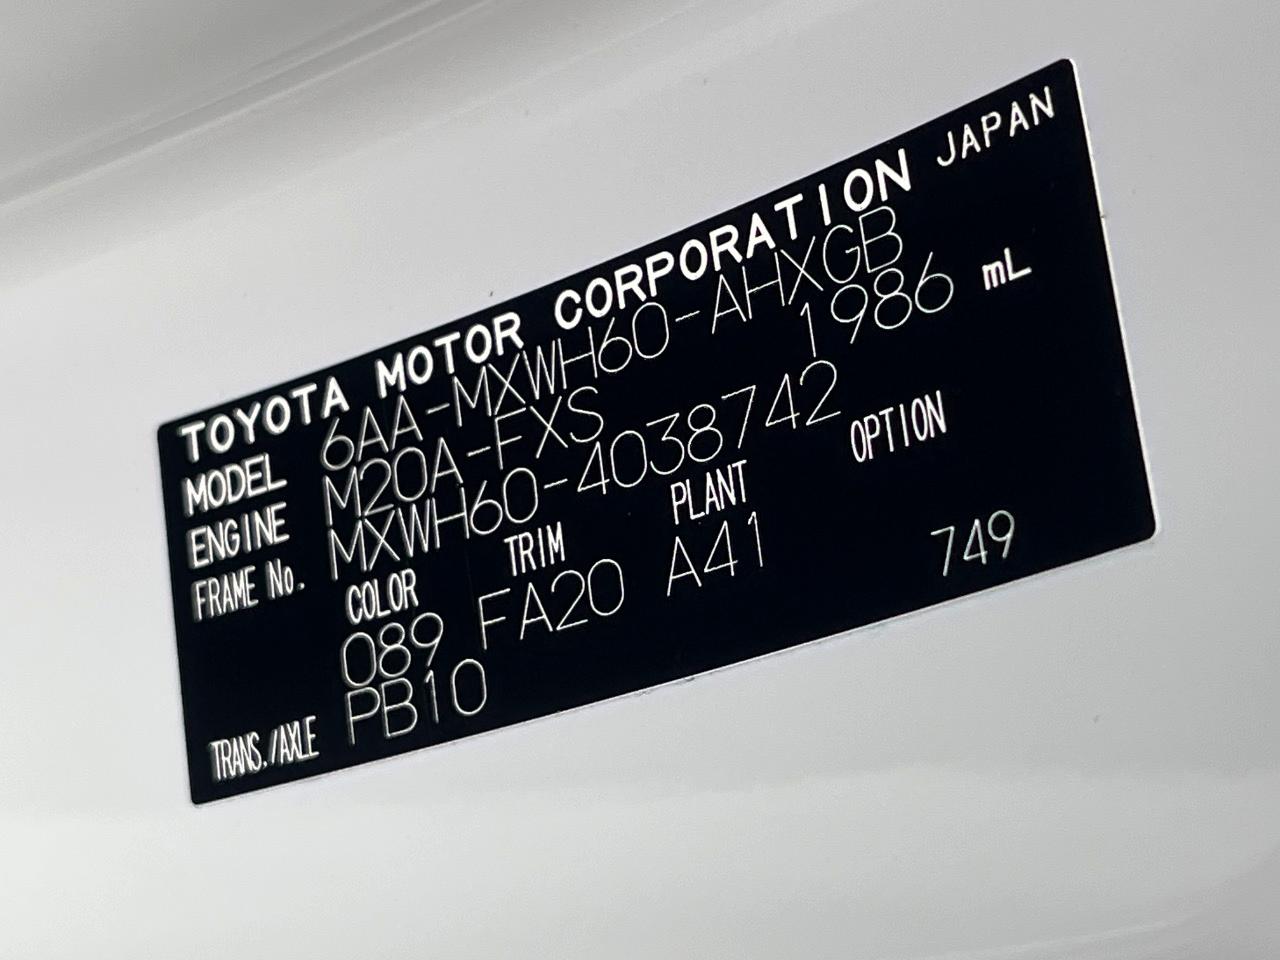 TOYOTA MOTOR CORPORATION JAPAN
MODEL 6AA-MXWH60-AHXGB
ENGINE M20A-FXS 1986 mL
FRAME No. MXWH60-4038742
COLOR TRIM PLANT OPTION
089 FA20 A41 749
TRANS./AXLE PB10